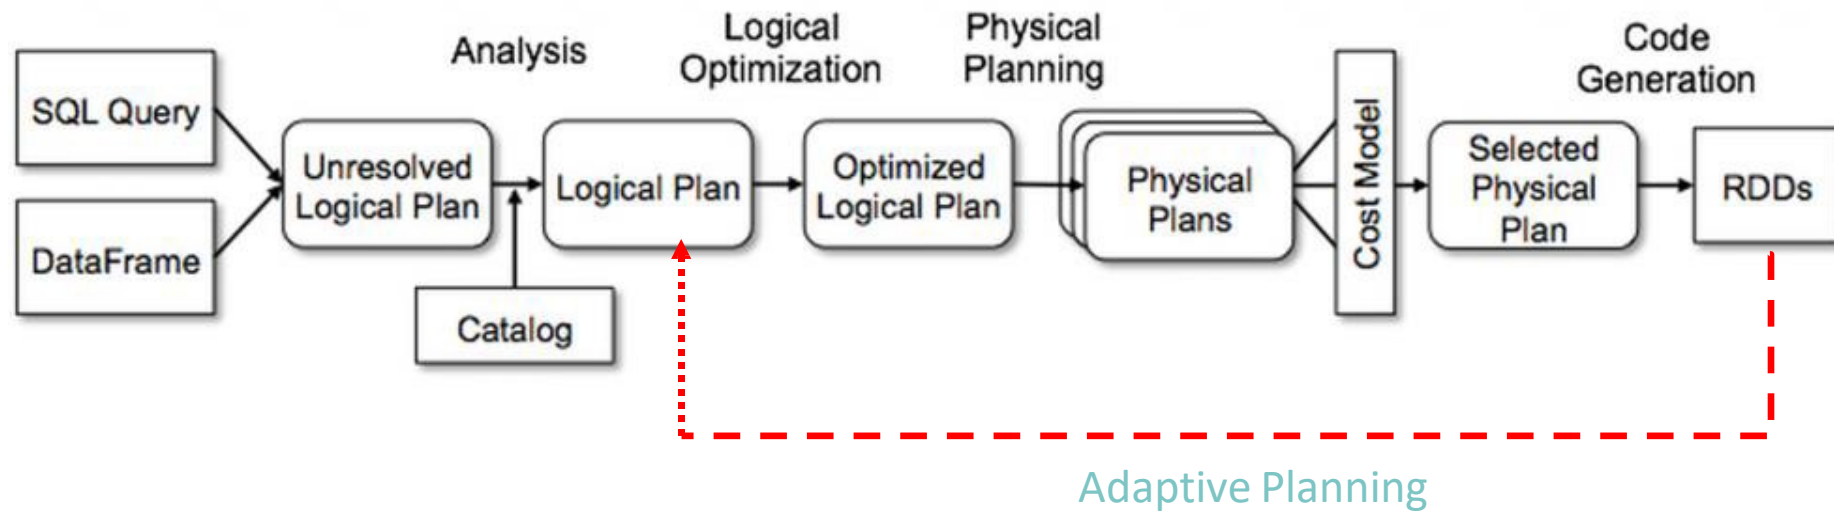 Analysis
Logical
Optimization
Physical
Planning
Code
Generation
SQL Query
DataFrame
Unresolved
Logical Plan
Catalog
Logical Plan
Optimized
Logical Plan
Physical
Plans
Cost Model
Selected
Physical
Plan
RDDs
Adaptive Planning